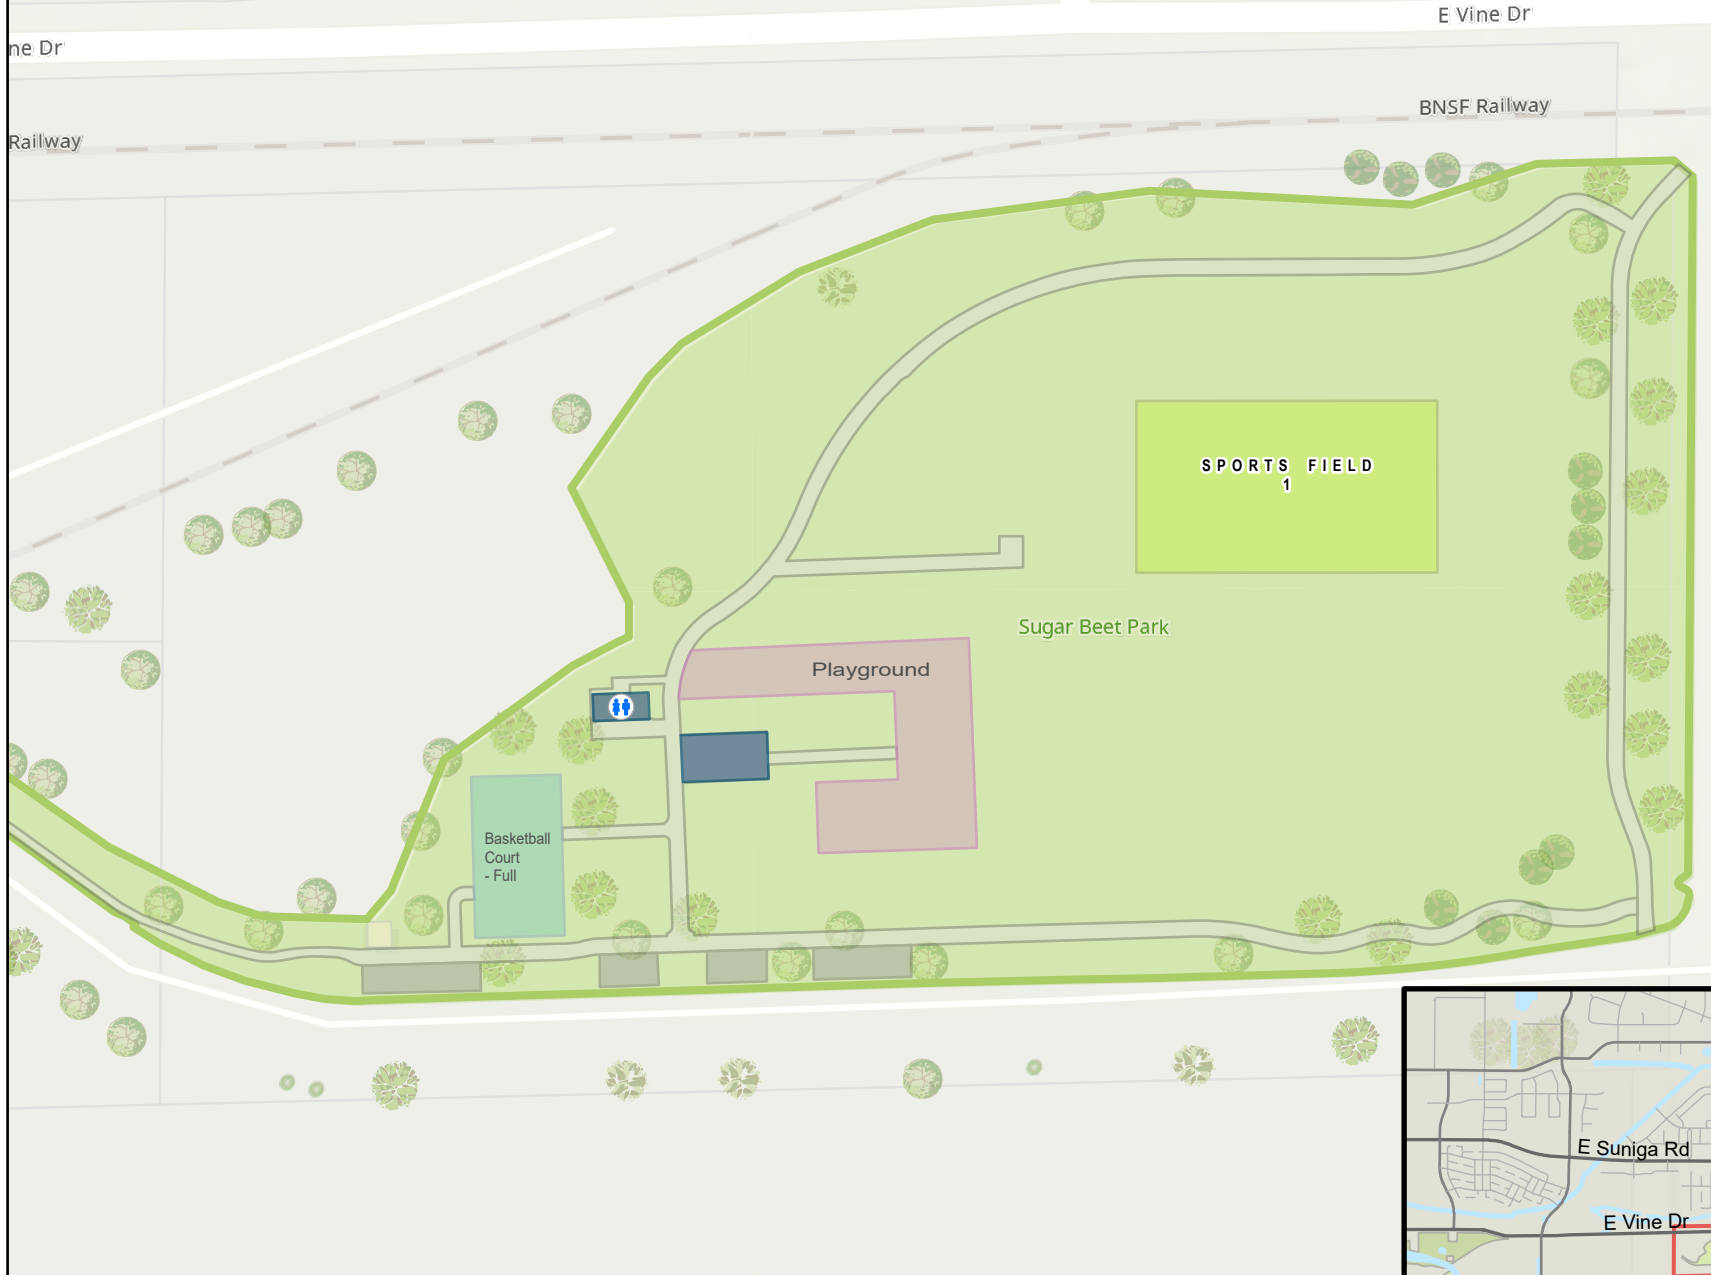 E Vine Dr
ne Dr
BNSF Railway
Railway
SPORTS FIELD
1
Sugar Beet Park
Playground
Basketball
Court
- Full
E Suniga Rd
E Vine Dr